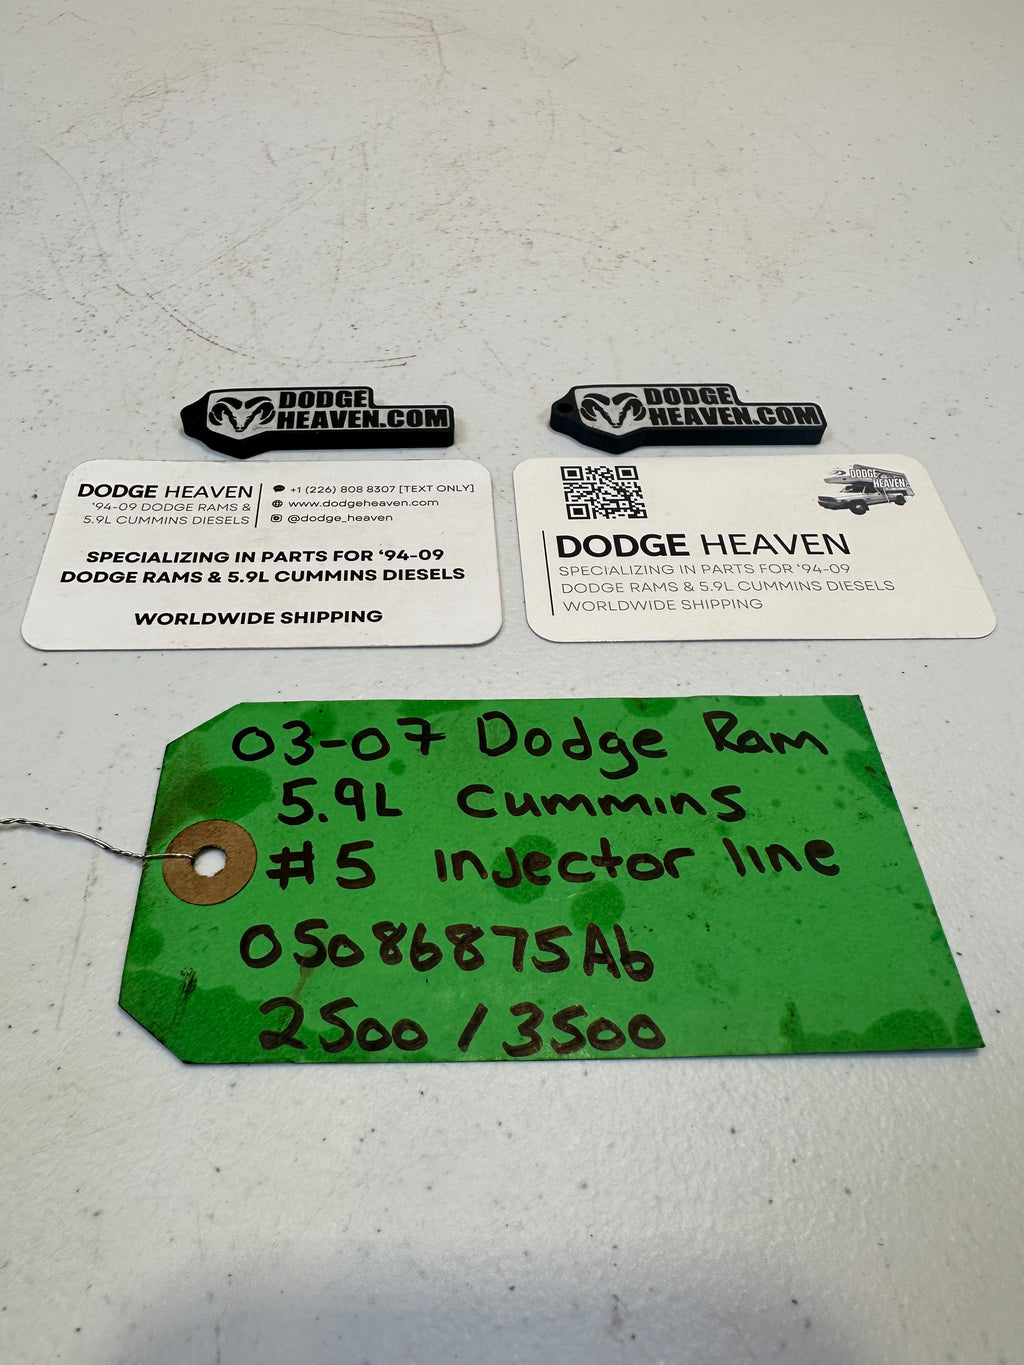 DODGE
HEAVEN.COM
DODGE
HEAVEN.COM
DODGE HEAVEN
‘94-09 DODGE RAMS &
5.9L CUMMINS DIESELS
+1 (226) 808 8307 [TEXT ONLY]
www.dodgeheaven.com
@dodge_heaven
SPECIALIZING IN PARTS FOR ‘94-09
DODGE RAMS & 5.9L CUMMINS DIESELS
WORLDWIDE SHIPPING
DODGE
HEAVEN
DODGE HEAVEN
SPECIALIZING IN PARTS FOR ‘94-09
DODGE RAMS & 5.9L CUMMINS DIESELS
WORLDWIDE SHIPPING
03-07 Dodge Ram
5.9L Cummins
#5 Injector line
05086875Ab
2500 / 3500